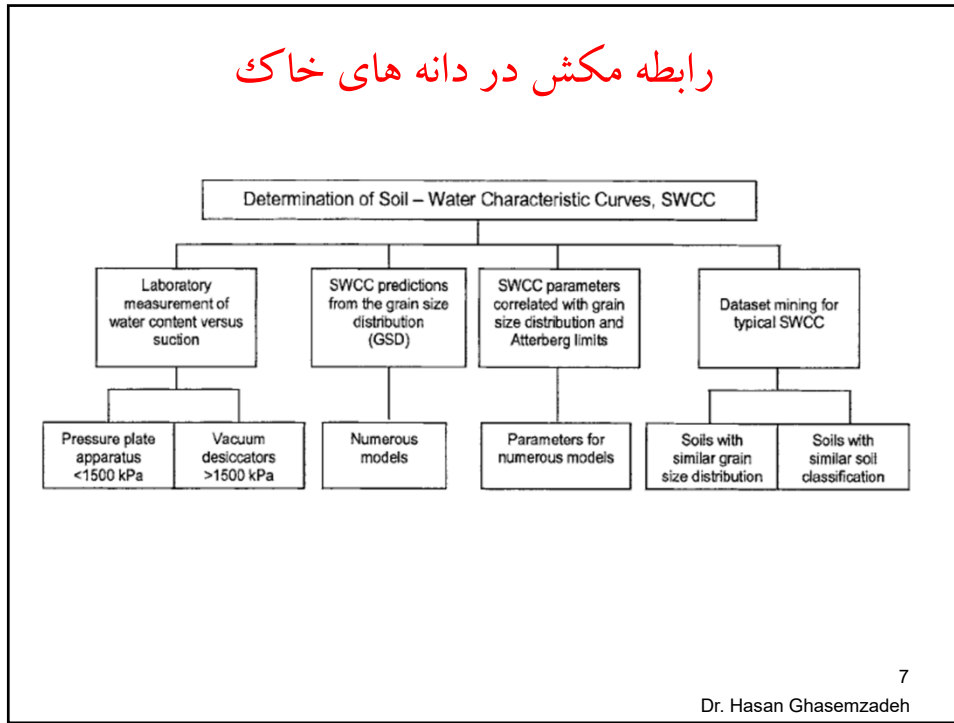 رابطه مکش در دانه های خاک
Determination of Soil – Water Characteristic Curves, SWCC
Laboratory
measurement of
water content versus
suction
SWCC predictions
from the grain size
distribution
(GSD)
SWCC parameters
correlated with grain
size distribution and
Atterberg limits
Dataset mining for
typical SWCC
Pressure plate
apparatus
<1500 kPa
Vacuum
desiccators
>1500 kPa
Numerous
models
Parameters for
numerous models
Soils with
similar grain
size distribution
Soils with
similar soil
classification
7
Dr. Hasan Ghasemzadeh